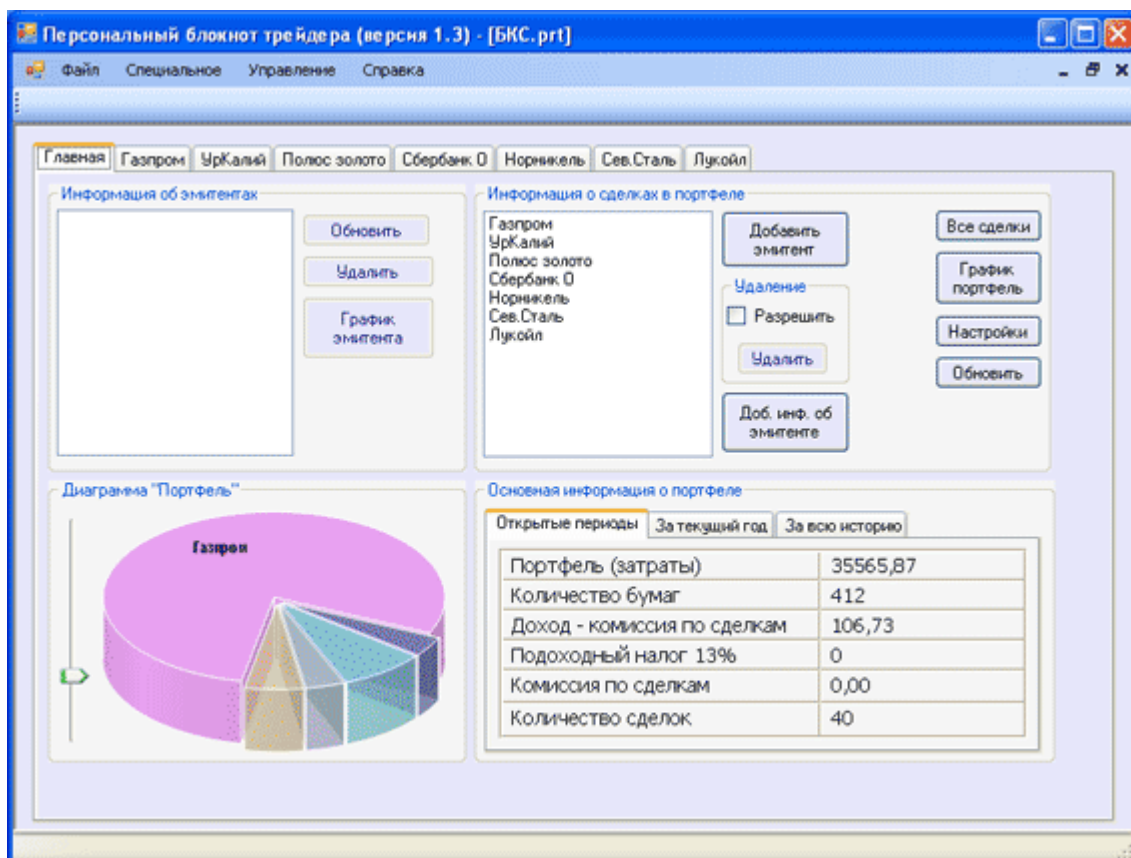 Персональный блокнот трейдера (версия 1.3) - [БКС.prt]
Файл Специальное Управление Справка
Главная Газпром УрКалий Полюс золото Сбербанк О Норникель Сев.Сталь Лукойл
Информация об эмитентах
Обновить
Удалить
График
эмитента
Информация о сделках в портфеле
Газпром
УрКалий
Полюс золото
Сбербанк О
Норникель
Сев.Сталь
Лукойл
Добавить
эмитент
Удаление
Разрешить
Удалить
Доб. инф. об
эмитенте
Все сделки
График
портфель
Настройки
Обновить
Диаграмма "Портфель"
Газпром
Основная информация о портфеле
Открытые периоды За текущий год За всю историю
Портфель (затраты) 35565,87
Количество бумаг 412
Доход - комиссия по сделкам 106,73
Подоходный налог 13% 0
Комиссия по сделкам 0,00
Количество сделок 40